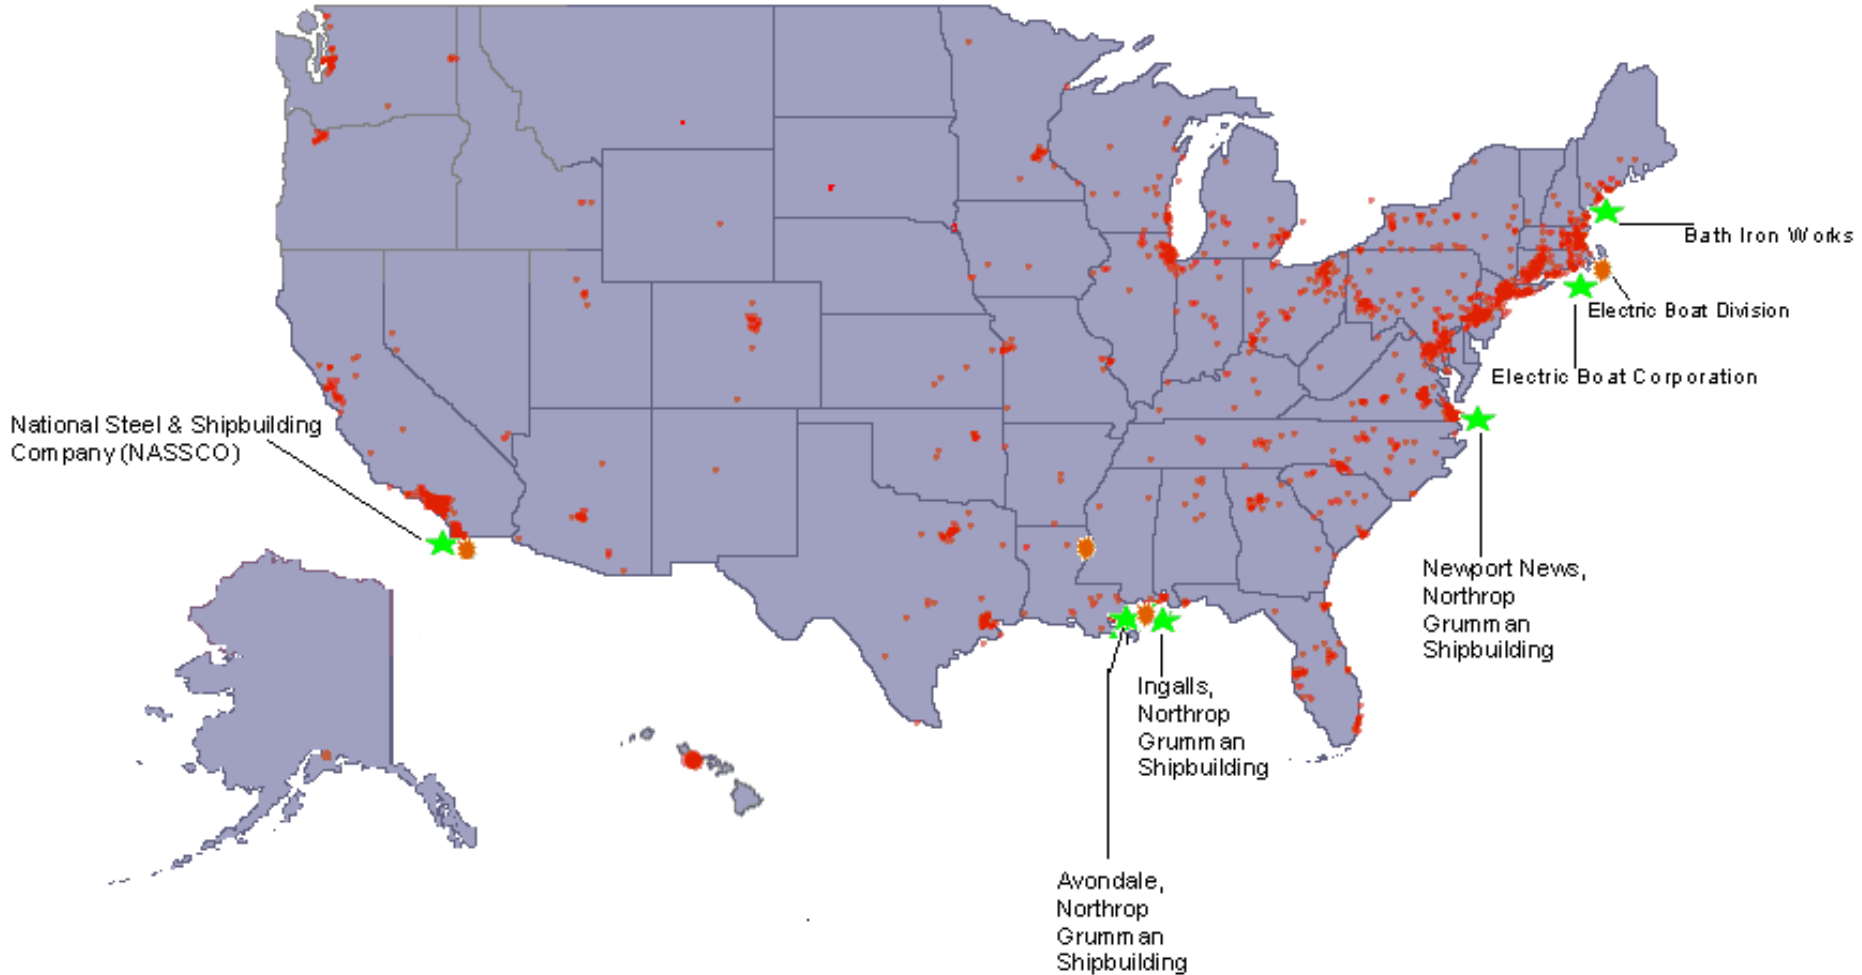 Bath Iron Works
Electric Boat Division
Electric Boat Corporation
National Steel & Shipbuilding
Company (NASSCO)
Newport News,
Northrop
Grumman
Shipbuilding
Ingalls,
Northrop
Grumman
Shipbuilding
Avondale,
Northrop
Grumman
Shipbuilding